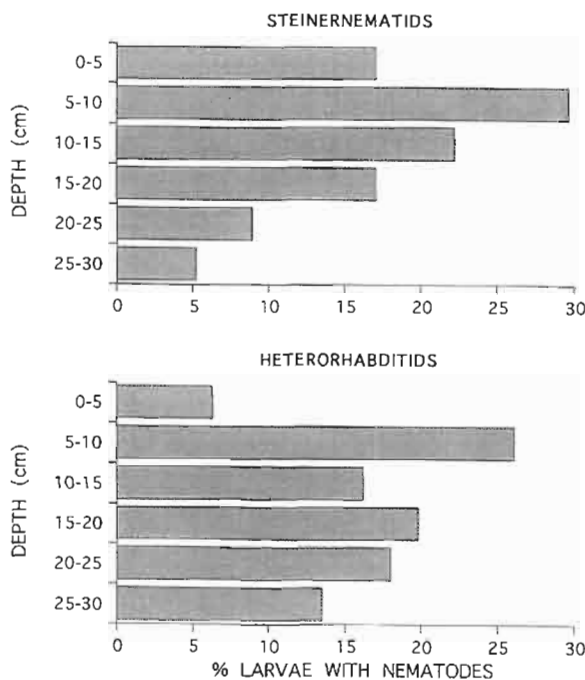 STEINERNEMATIDS
DEPTH (cm)
0-5
5-10
10-15
15-20
20-25
25-30
0 5 10 15 20 25 30
HETERORHABDITIDS
DEPTH (cm)
0-5
5-10
10-15
15-20
20-25
25-30
0 5 10 15 20 25 30
% LARVAE WITH NEMATODES